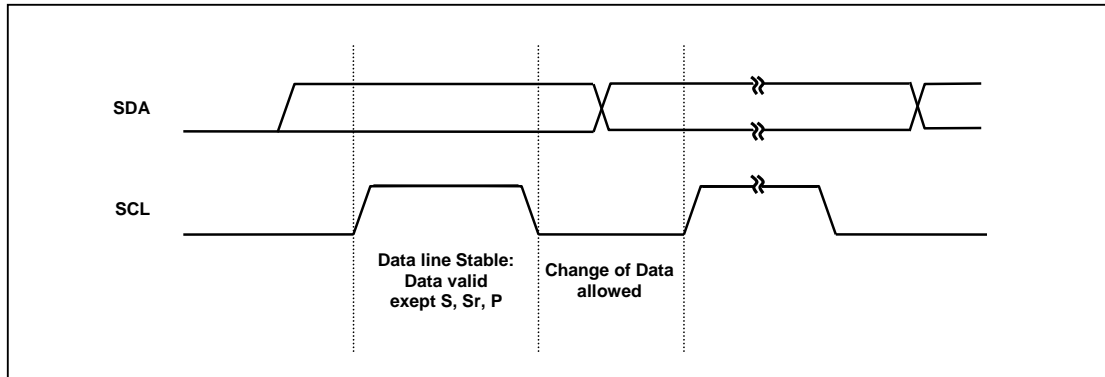 SDA
SCL
Data line Stable:
Data valid
exept S, Sr, P
Change of Data
allowed